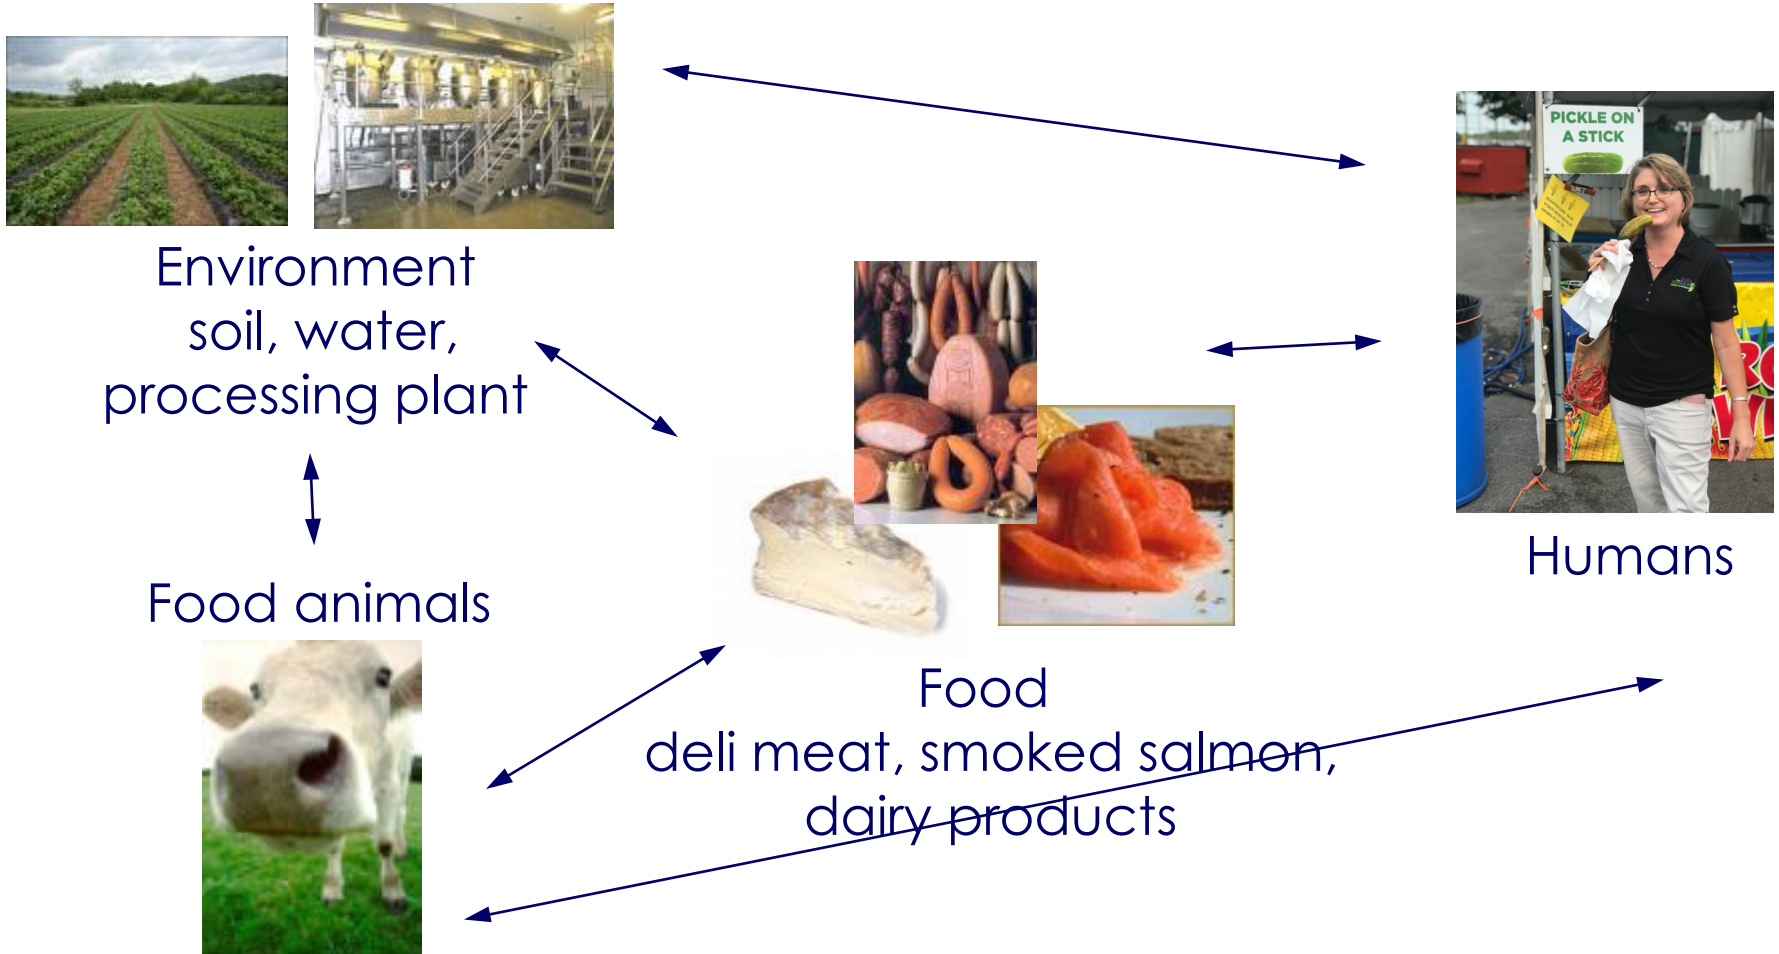 PICKLE ON
A STICK
Environment
soil, water,
processing plant
Food animals
Humans
Food
deli meat, smoked salmon,
dairy products